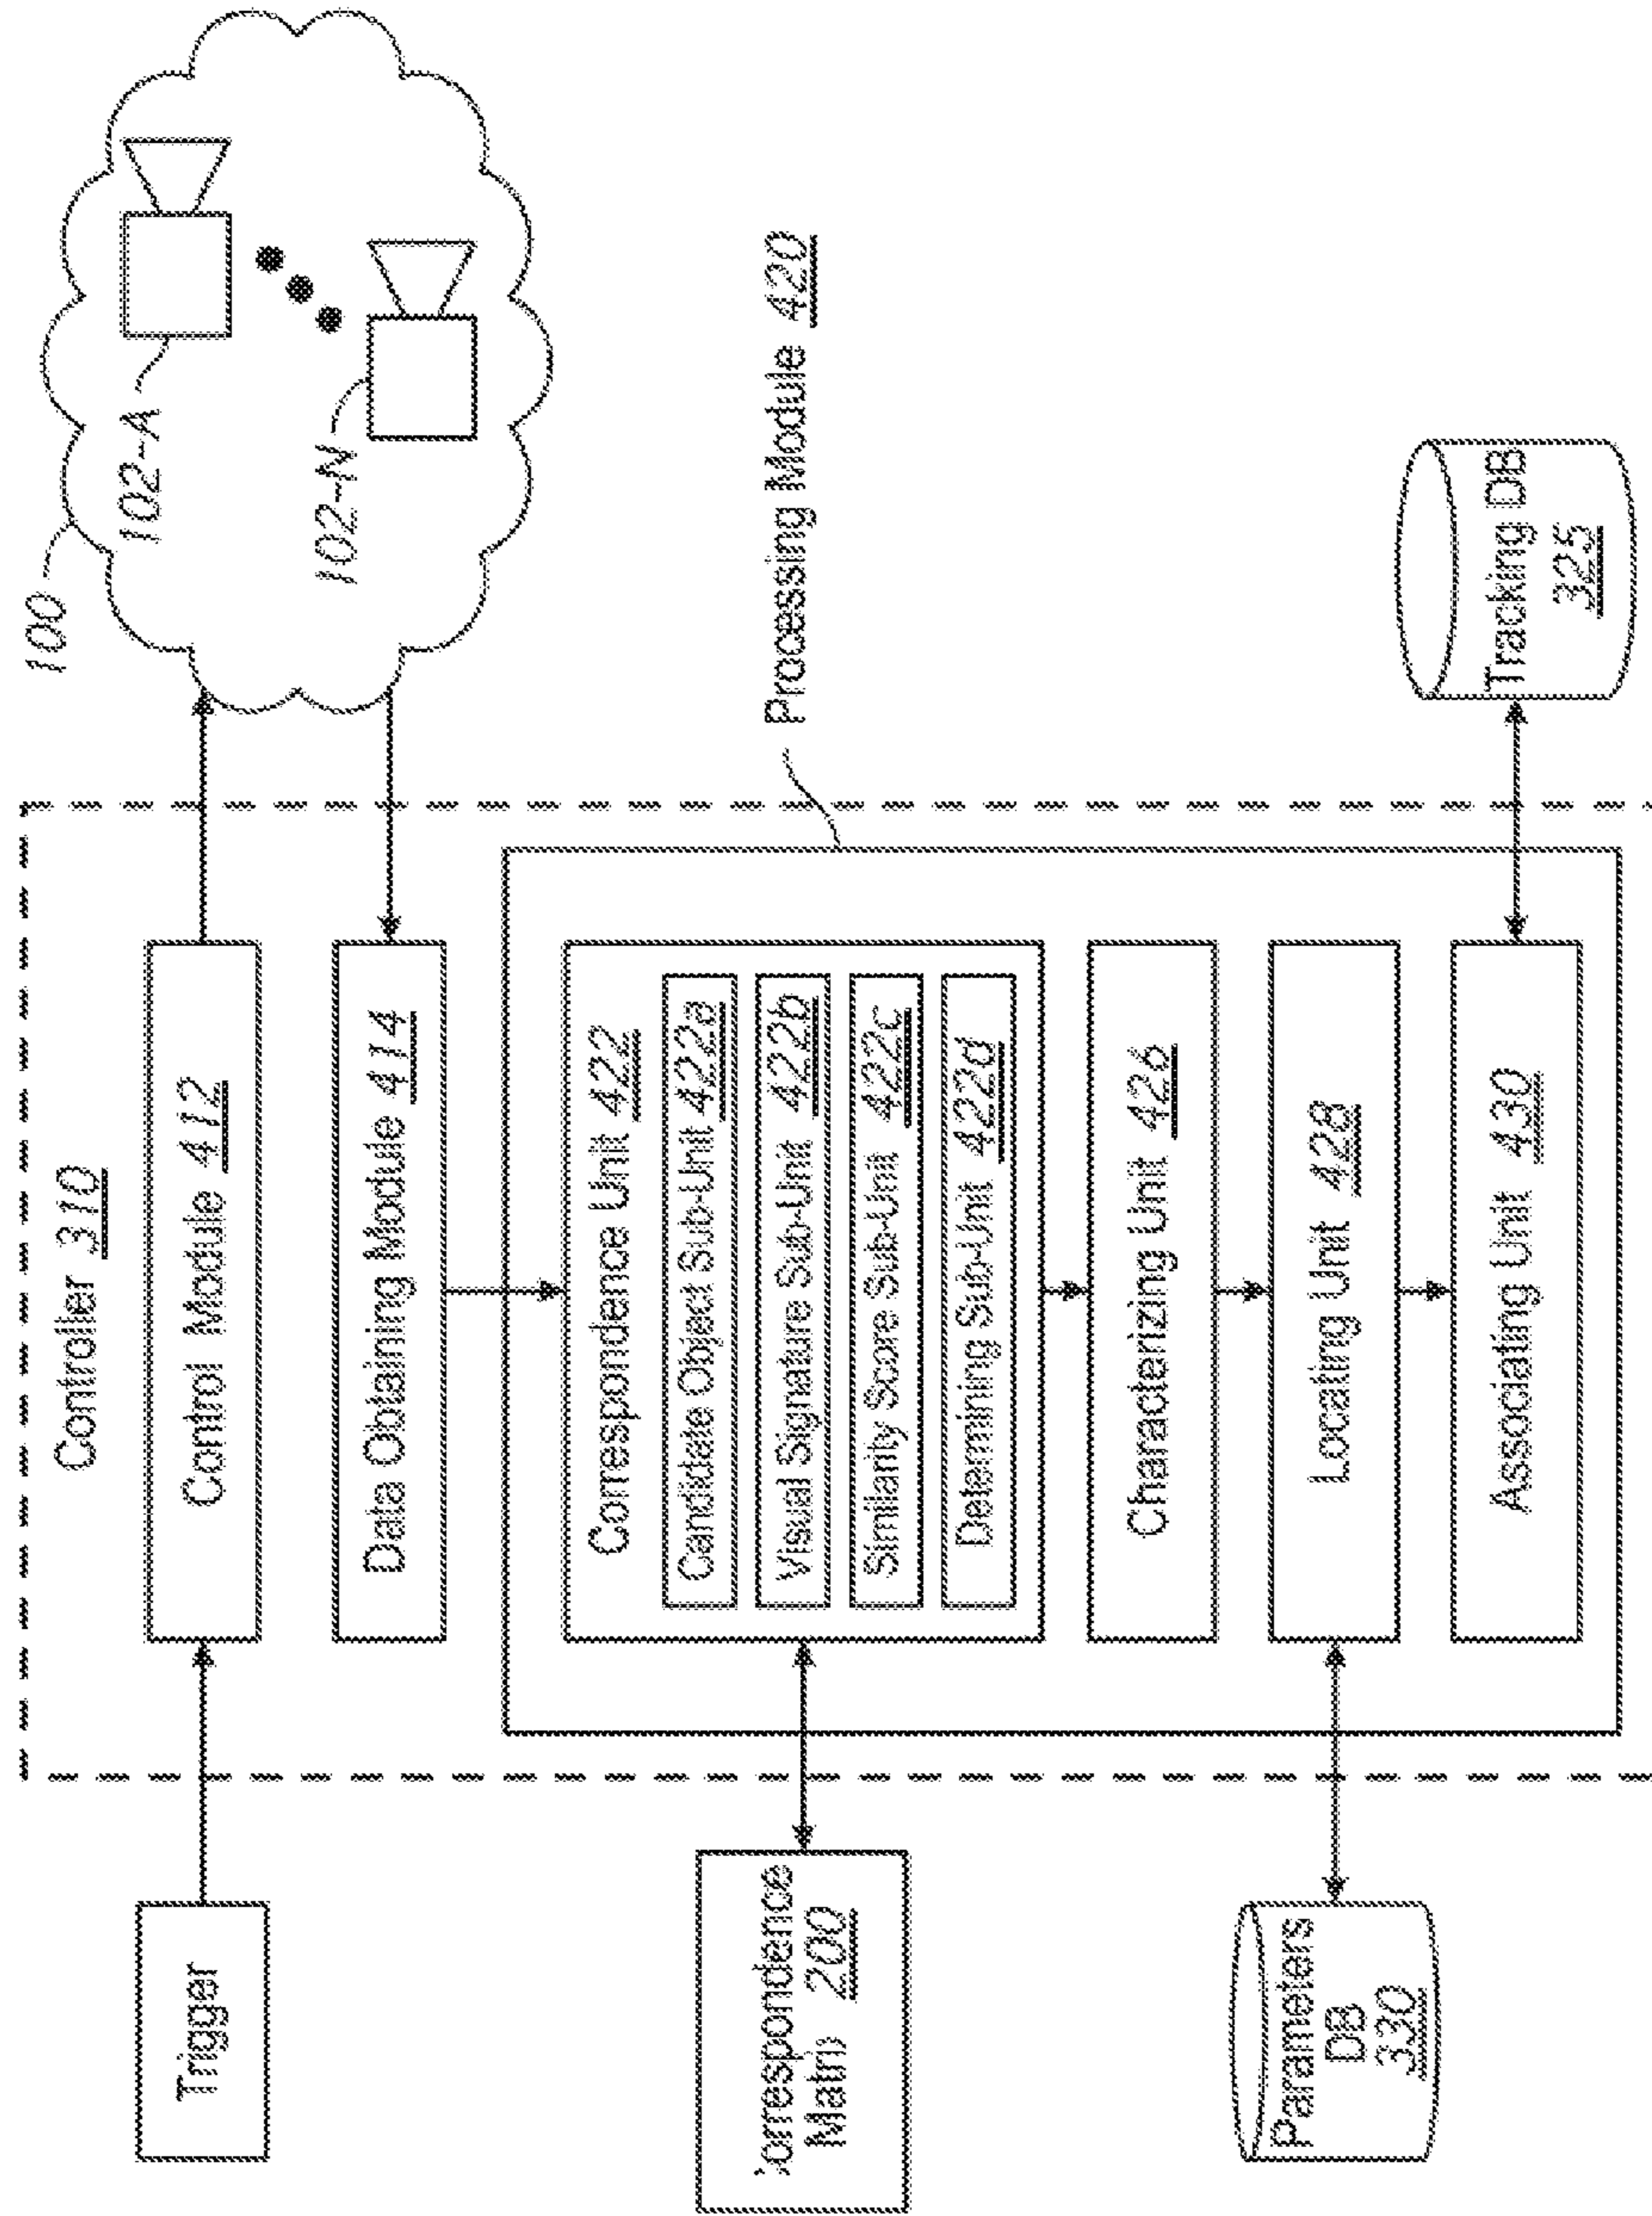 Controller 310
Trigger
Control Module 412
100
102-A
102-N
Data Obtaining Module 414
Processing Module 420
Correspondence Unit 422
Candidate Object Sub-Unit 422a
Visual Signature Sub-Unit 422b
Similarity Score Sub-Unit 422c
Determining Sub-Unit 422d
Matrix 200
Characterizing Unit 426
Locating Unit 428
Parameters
DB
330
Associating Unit 430
Tracking DB
325